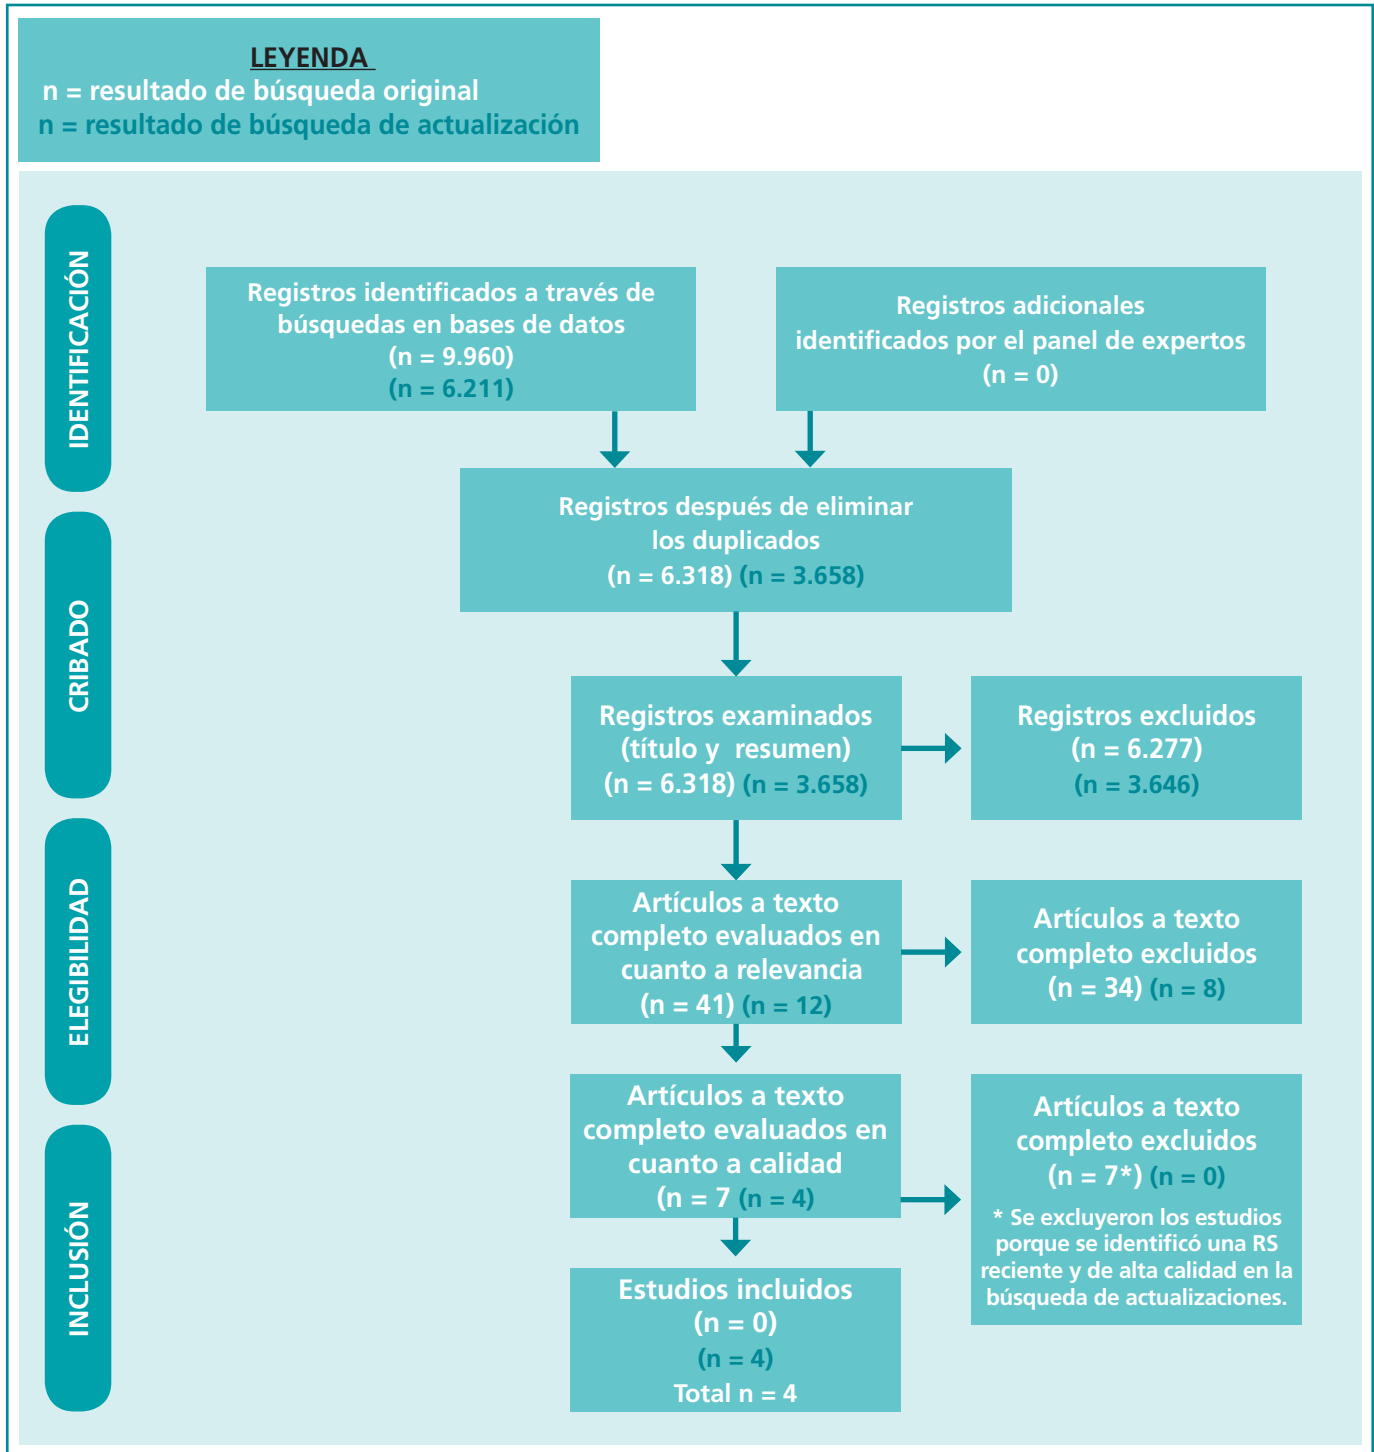 LEYENDA
n = resultado de búsqueda original
n = resultado de búsqueda de actualización
IDENTIFICACIÓN
Registros identificados a través de
búsquedas en bases de datos
(n = 9.960)
(n = 6.211)
Registros adicionales
identificados por el panel de expertos
(n = 0)
Registros después de eliminar
los duplicados
(n = 6.318) (n = 3.658)
CRIBADO
Registros examinados
(título y resumen)
(n = 6.318) (n = 3.658)
Registros excluidos
(n = 6.277)
(n = 3.646)
ELEGIBILIDAD
Artículos a texto
completo evaluados en
cuanto a relevancia
(n = 41) (n = 12)
Artículos a texto
completo excluidos
(n = 34) (n = 8)
INCLUSIÓN
Artículos a texto
completo evaluados en
cuanto a calidad
(n = 7 (n = 4)
Artículos a texto
completo excluidos
(n = 7*) (n = 0)
* Se excluyeron los estudios
porque se identificó una RS
reciente y de alta calidad en la
búsqueda de actualizaciones.
Estudios incluidos
(n = 0)
(n = 4)
Total n = 4